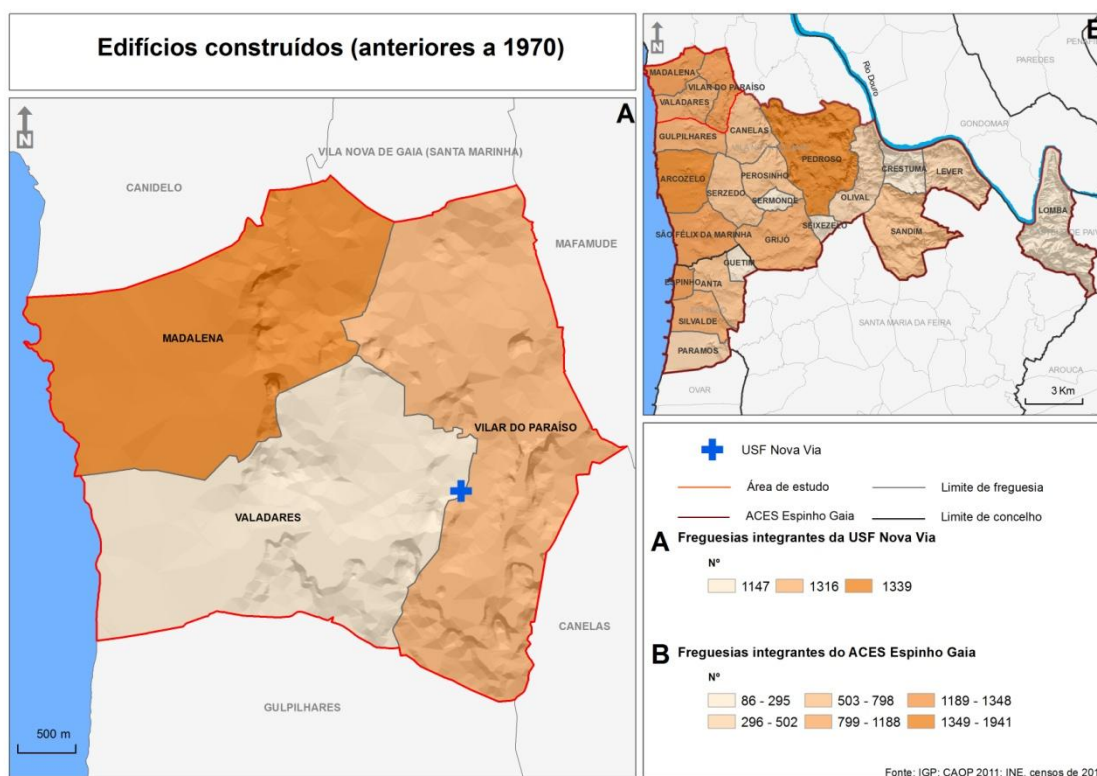 Edifícios construídos (anteriores a 1970)
N
A
VILA NOVA DE GAIA (SANTA MARINHA)
CANIDELO
MAFAMUDE
MADALENA
VILAR DO PARAÍSO
VALADARES
CANELAS
GULPILHARES
500 m
N
PAREDES
Rio Douro
MADALENA
VILAR DO PARAÍSO
VALADARES
GONDOMAR
GULPILHARES
CANELAS
PEDROSO
CRESTUMA
LEVER
ARCOZELO
PEROSINHO
SERZEDO
SERMONDE
OLIVAL
LOMBA
SEIXEZELO
SÃO FÉLIX DA MARINHA
GRIJÓ
SANDIM
GUETIM
ESPINHO
ANTA
SILVALDE
SANTA MARIA DA FEIRA
PARAMOS
AROUCA
OVAR
3 Km
USF Nova Via
Área de estudo
Limite de freguesia
ACES Espinho Gaia
Limite de concelho
A Freguesias integrantes da USF Nova Via
Nº
1147 1316 1339
B Freguesias integrantes do ACES Espinho Gaia
Nº
86 - 295 503 - 798 1189 - 1348
296 - 502 799 - 1188 1349 - 1941
Fonte: IGP: CAOP 2011; INE, censos de 201